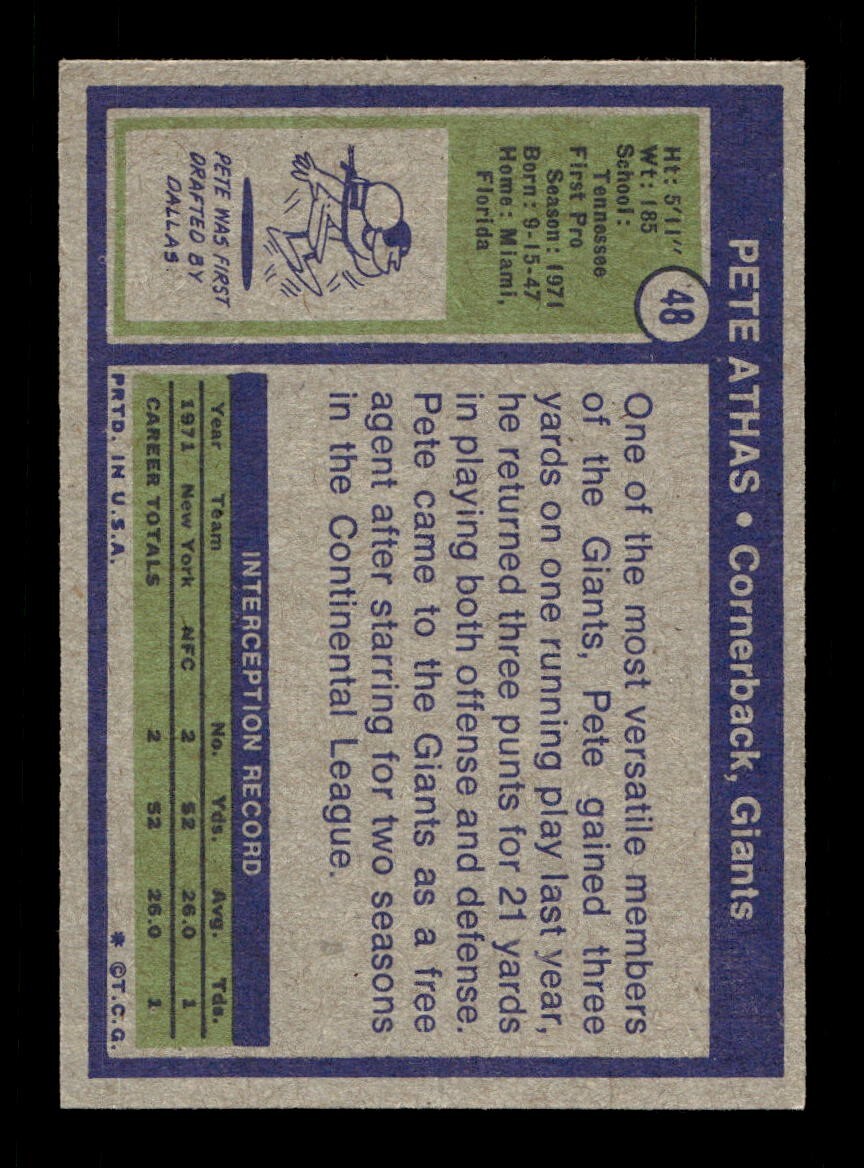 PETE ATHAS • Cornerback, Giants
48
Ht: 5'11"
Wt: 185
School:
Tennessee
First Pro
Season: 1971
Born: 9-15-47
Home: Miami,
Florida
PETE WAS FIRST
DRAFTED BY
DALLAS.
One of the most versatile members
of the Giants, Pete gained three
yards on one running play last year,
he returned three punts for 21 yards
in playing both offense and defense.
Pete came to the Giants as a free
agent after starring for two seasons
in the Continental League.
INTERCEPTION RECORD
Year Team No. Yds. Avg. Tds.
1971 New York NFC 2 52 26.0 1
CAREER TOTALS 2 52 26.0 1
PRTD. IN U.S.A. * ©T.C.G.